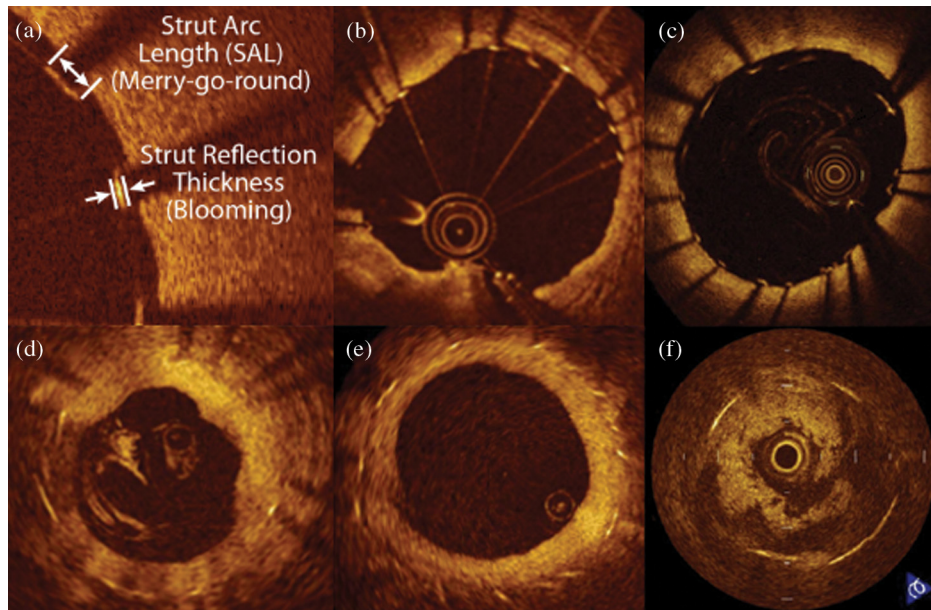 (a)
Strut Arc
Length (SAL)
(Merry-go-round)
Strut Reflection
Thickness
(Blooming)
(b)
(c)
(d)
(e)
(f)